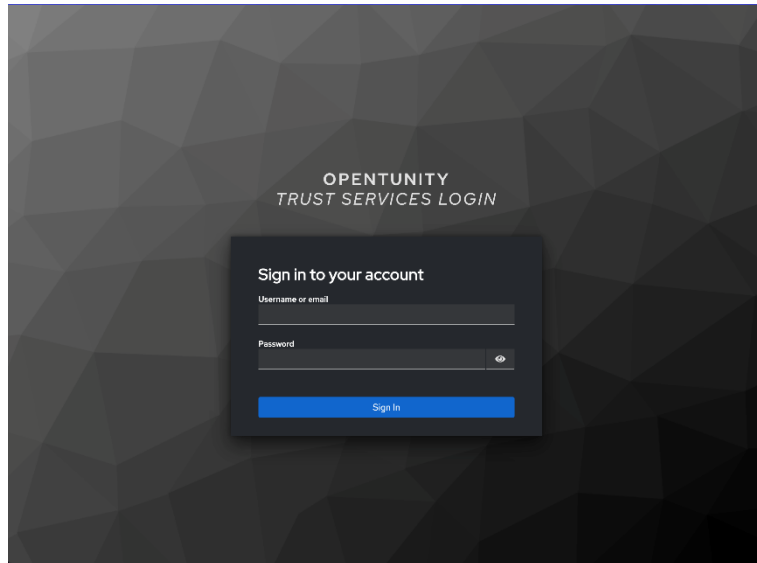 OPENTUNITY
TRUST SERVICES LOGIN
Sign in to your account
Username or email
Password
Sign In